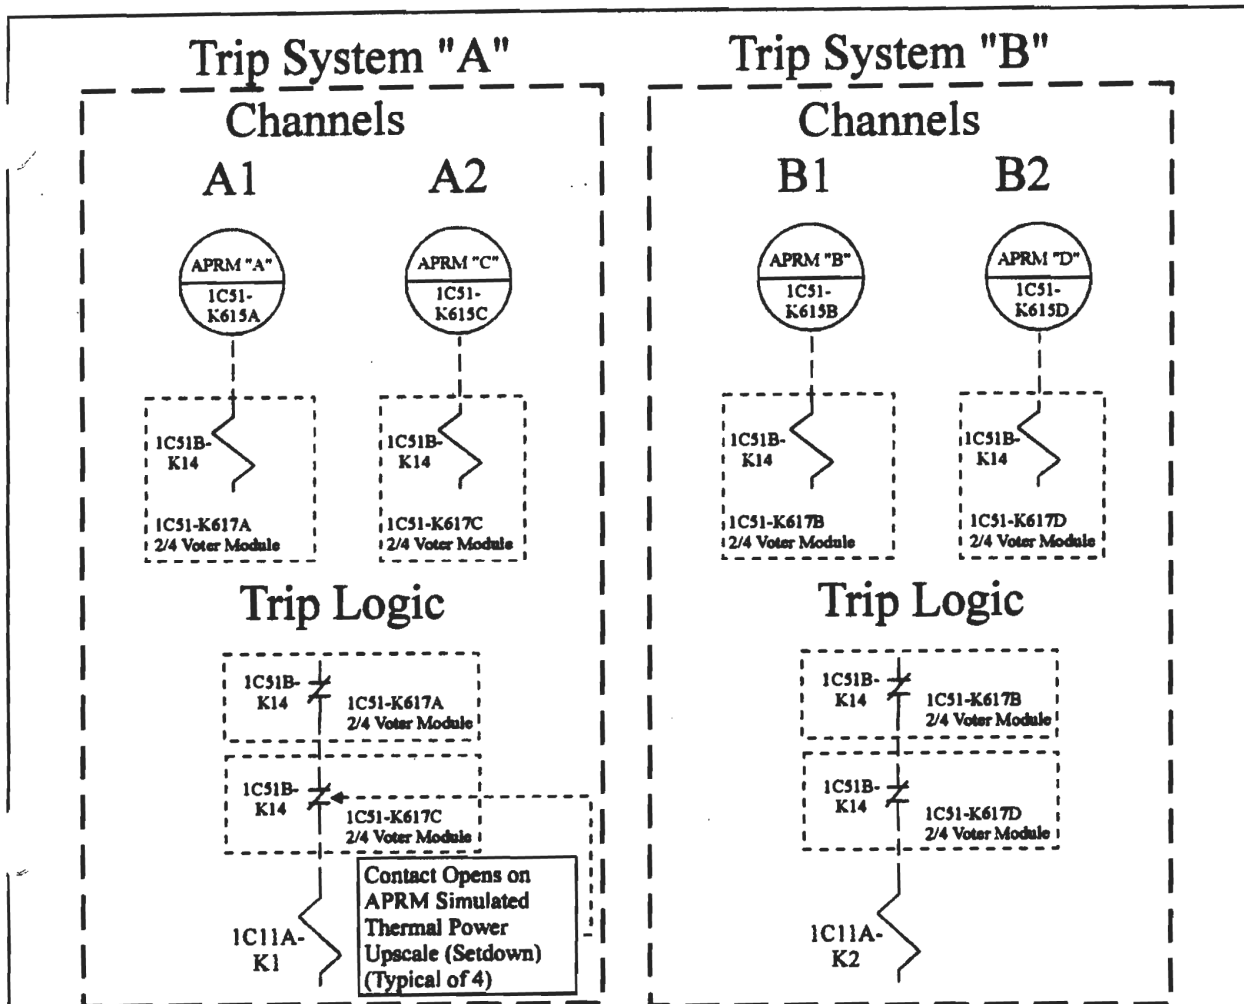 Trip System "A"
Channels
A1
A2
APRM "A"
1C51-
K615A
APRM "C"
1C51-
K615C
1C51B-
K14
1C51-K617A
2/4 Voter Module
1C51B-
K14
1C51-K617C
2/4 Voter Module
Trip Logic
1C51B-
K14
1C51-K617A
2/4 Voter Module
1C51B-
K14
1C51-K617C
2/4 Voter Module
Contact Opens on
APRM Simulated
Thermal Power
Upscale (Setdown)
(Typical of 4)
1C11A-
K1
Trip System "B"
Channels
B1
B2
APRM "B"
1C51-
K615B
APRM "D"
1C51-
K615D
1C51B-
K14
1C51-K617B
2/4 Voter Module
1C51B-
K14
1C51-K617D
2/4 Voter Module
Trip Logic
1C51B-
K14
1C51-K617B
2/4 Voter Module
1C51B-
K14
1C51-K617D
2/4 Voter Module
1C11A-
K2